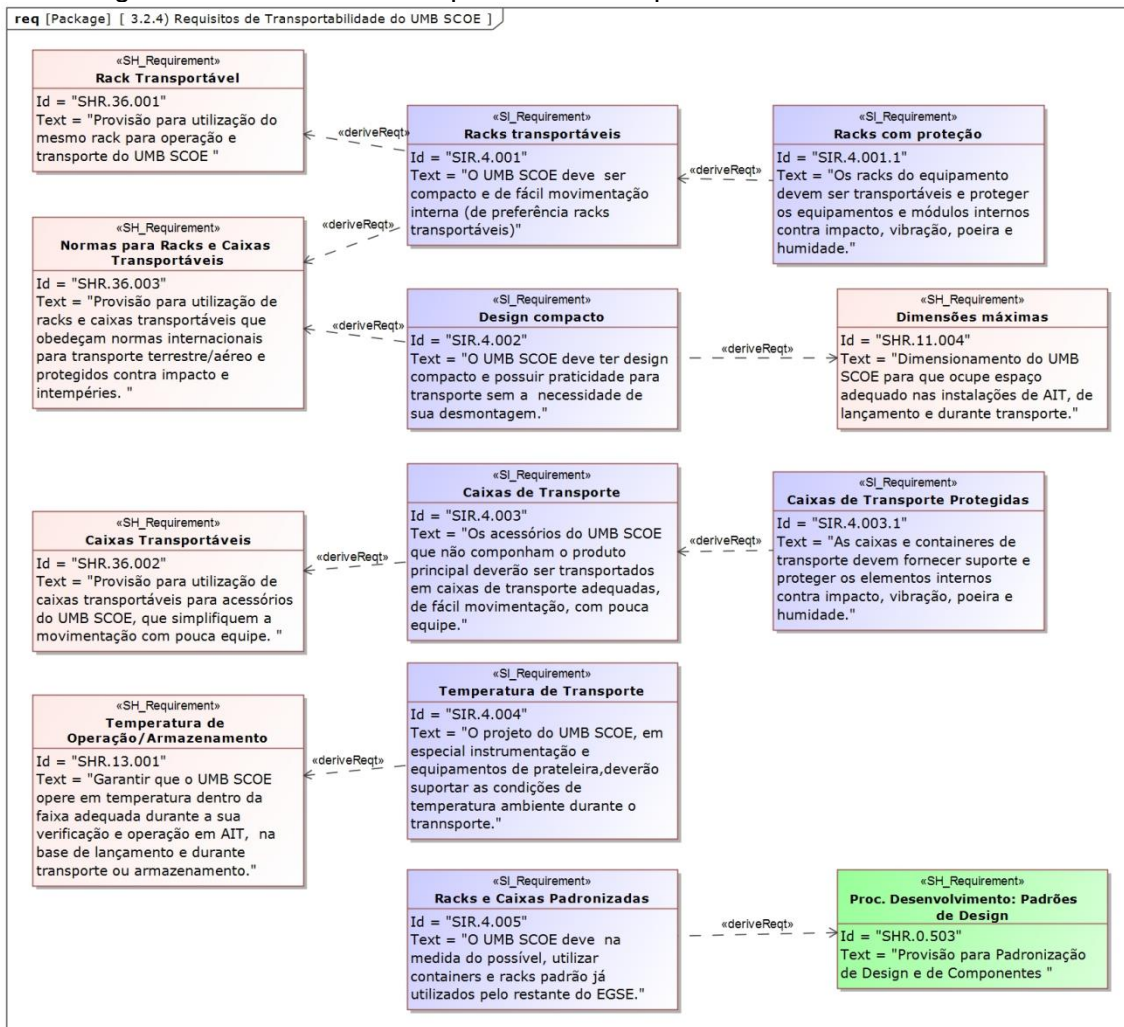 req [Package] [ 3.2.4) Requisitos de Transportabilidade do UMB SCOE ]
«SH_Requirement»
Rack Transportável
Id = "SHR.36.001"
Text = "Provisão para utilização do
mesmo rack para operação e
transporte do UMB SCOE "
«deriveReqt»
«SI_Requirement»
Racks transportáveis
Id = "SIR.4.001"
Text = "O UMB SCOE deve ser
compacto e de fácil movimentação
interna (de preferência racks
transportáveis)"
«deriveReqt»
«SI_Requirement»
Racks com proteção
Id = "SIR.4.001.1"
Text = "Os racks do equipamento
devem ser transportáveis e proteger
os equipamentos e módulos internos
contra impacto, vibração, poeira e
humidade."
«deriveReqt»
«SH_Requirement»
Normas para Racks e Caixas
Transportáveis
Id = "SHR.36.003"
Text = "Provisão para utilização de
racks e caixas transportáveis que
obedeçam normas internacionais
para transporte terrestre/aéreo e
protegidos contra impacto e
intempéries. "
«deriveReqt»
«SI_Requirement»
Design compacto
Id = "SIR.4.002"
Text = "O UMB SCOE deve ter design
compacto e possuir praticidade para
transporte sem a necessidade de
sua desmontagem."
«deriveReqt»
«SH_Requirement»
Dimensões máximas
Id = "SHR.11.004"
Text = "Dimensionamento do UMB
SCOE para que ocupe espaço
adequado nas instalações de AIT, de
lançamento e durante transporte."
«SH_Requirement»
Caixas Transportáveis
Id = "SHR.36.002"
Text = "Provisão para utilização de
caixas transportáveis para acessórios
do UMB SCOE, que simplifiquem a
movimentação com pouca equipe. "
«deriveReqt»
«SI_Requirement»
Caixas de Transporte
Id = "SIR.4.003"
Text = "Os acessórios do UMB SCOE
que não componham o produto
principal deverão ser transportados
em caixas de transporte adequadas,
de fácil movimentação, com pouca
equipe."
«deriveReqt»
«SI_Requirement»
Caixas de Transporte Protegidas
Id = "SIR.4.003.1"
Text = "As caixas e containeres de
transporte devem fornecer suporte e
proteger os elementos internos
contra impacto, vibração, poeira e
humidade."
«SH_Requirement»
Temperatura de
Operação/Armazenamento
Id = "SHR.13.001"
Text = "Garantir que o UMB SCOE
opere em temperatura dentro da
faixa adequada durante a sua
verificação e operação em AIT, na
base de lançamento e durante
transporte ou armazenamento."
«deriveReqt»
«SI_Requirement»
Temperatura de Transporte
Id = "SIR.4.004"
Text = "O projeto do UMB SCOE, em
especial instrumentação e
equipamentos de prateleira,deverão
suportar as condições de
temperatura ambiente durante o
trannsporte."
«SI_Requirement»
Racks e Caixas Padronizadas
Id = "SIR.4.005"
Text = "O UMB SCOE deve na
medida do possível, utilizar
containers e racks padrão já
utilizados pelo restante do EGSE."
«deriveReqt»
«SH_Requirement»
Proc. Desenvolvimento: Padrões
de Design
Id = "SHR.0.503"
Text = "Provisão para Padronização
de Design e de Componentes "